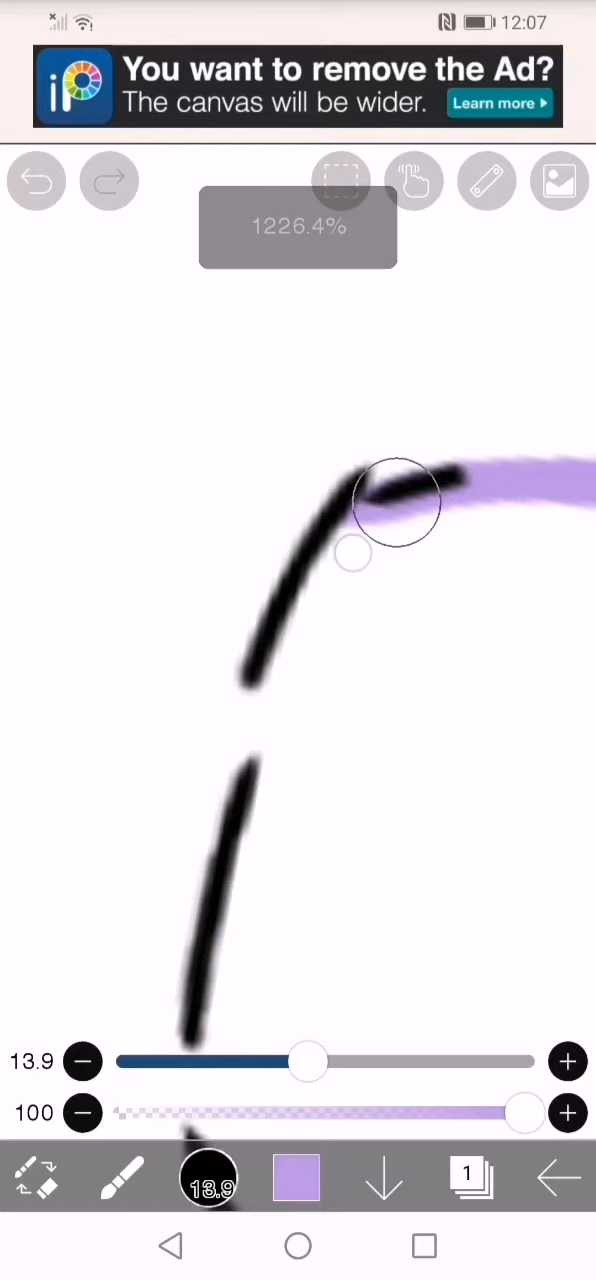 12:07
iP You want to remove the Ad?
The canvas will be wider. Learn more
1226.4%
13.9
100
13.9 1